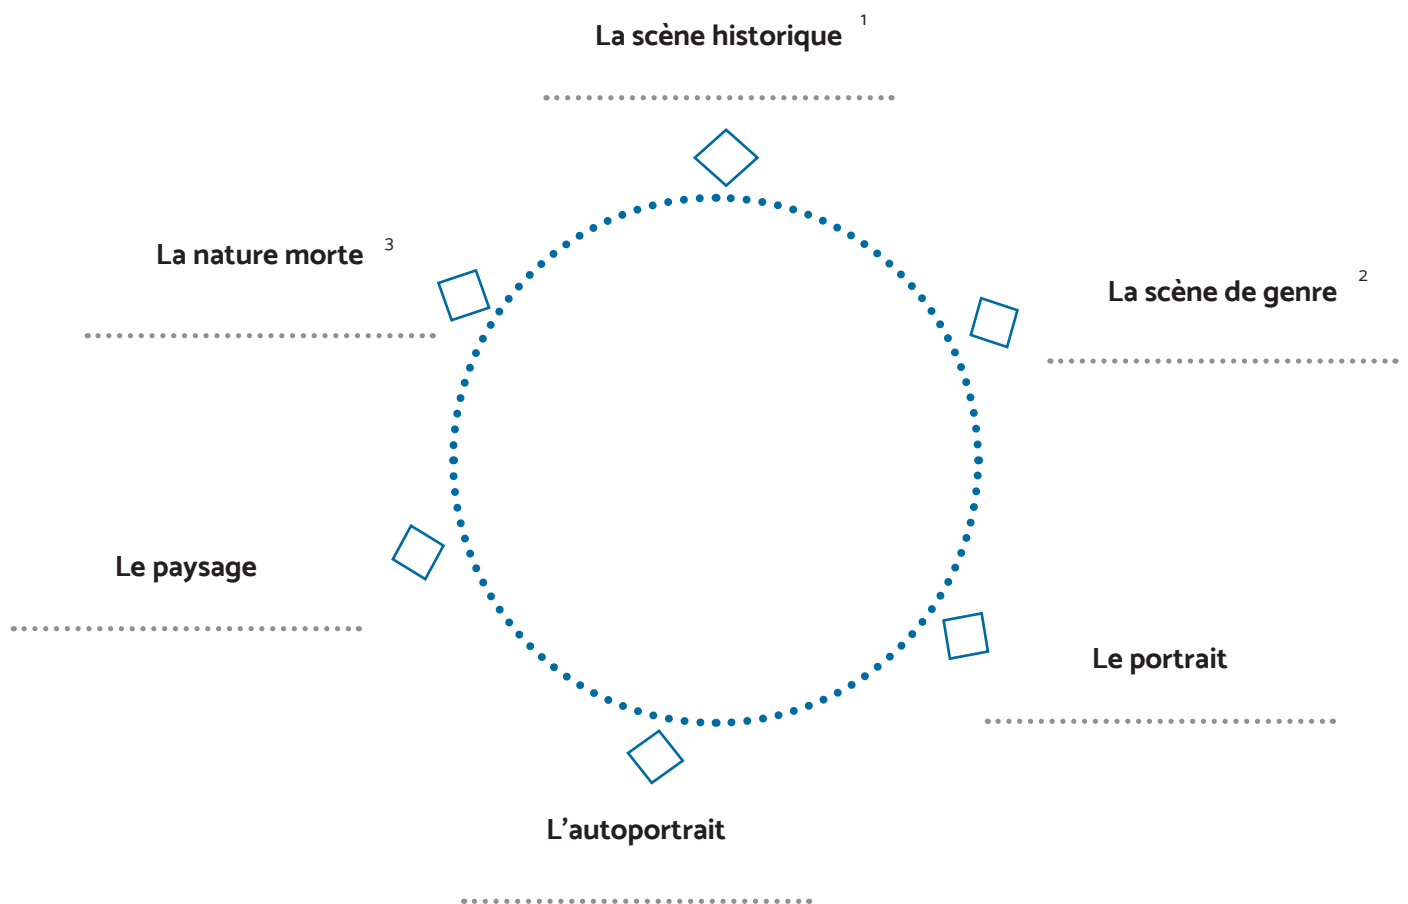 La scène historique 1
La nature morte 3
La scène de genre 2
Le paysage
Le portrait
L’autoportrait